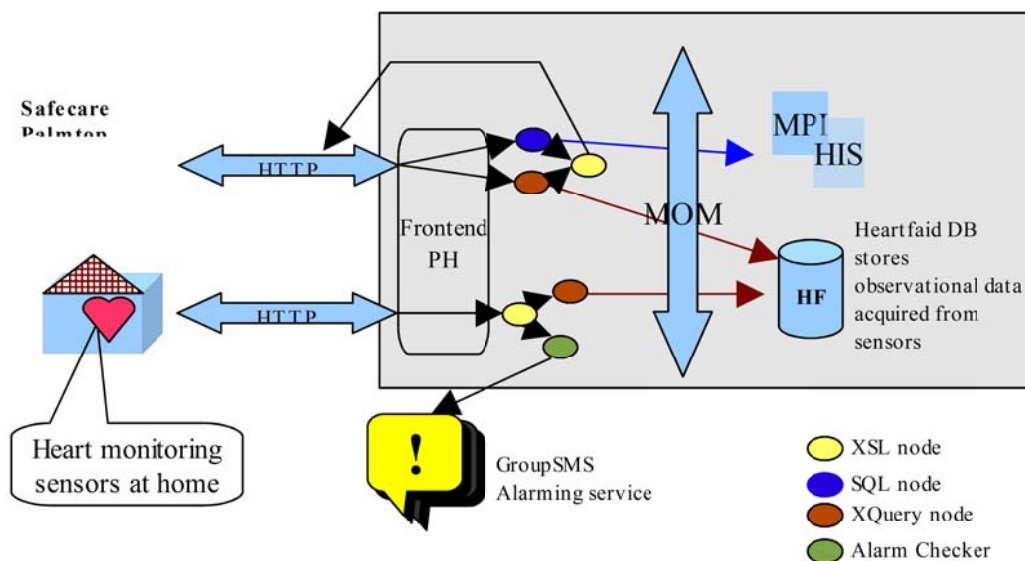 Safecare
Palmtop
HTTP
Frontend
PH
MOM
MPI
HIS
Heartfaid DB
stores
observational data
acquired from
sensors
HF
HTTP
!
Heart monitoring
sensors at home
GroupSMS
Alarming service
XSL node
SQL node
XQuery node
Alarm Checker